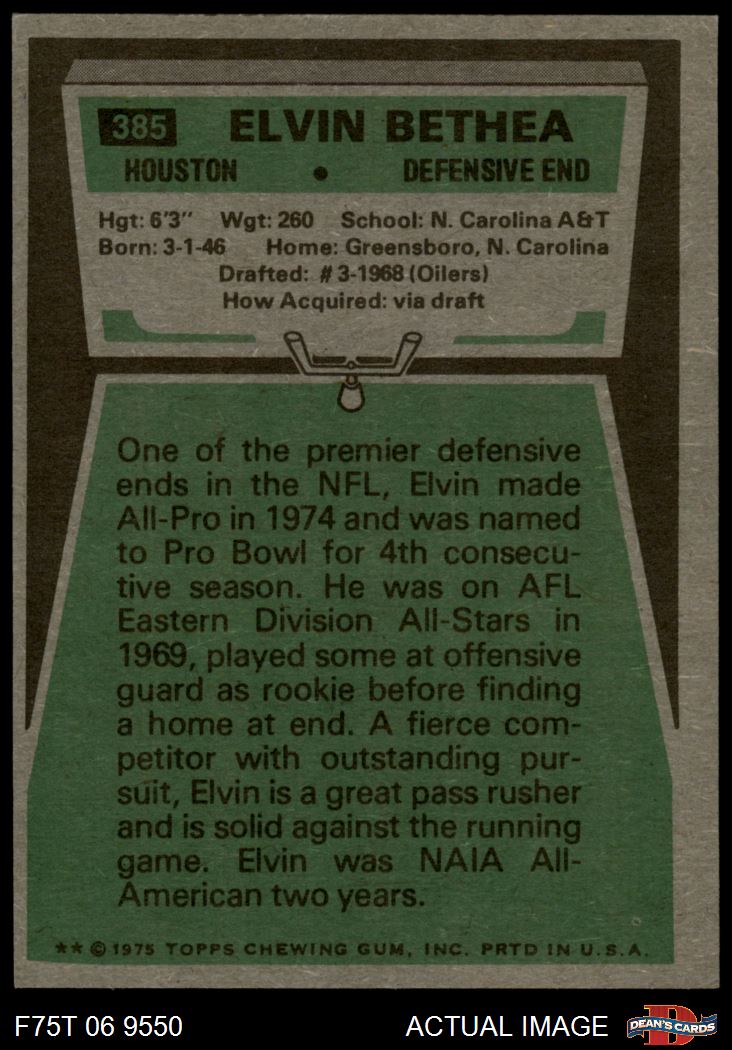 385 ELVIN BETHEA
HOUSTON • DEFENSIVE END
Hgt: 6'3" Wgt: 260 School: N. Carolina A&T
Born: 3-1-46 Home: Greensboro, N. Carolina
Drafted: #3-1968 (Oilers)
How Acquired: via draft
One of the premier defensive
ends in the NFL, Elvin made
All-Pro in 1974 and was named
to Pro Bowl for 4th consecu-
tive season. He was on AFL
Eastern Division All-Stars in
1969, played some at offensive
guard as rookie before finding
a home at end. A fierce com-
petitor with outstanding pur-
suit, Elvin is a great pass rusher
and is solid against the running
game. Elvin was NAIA All-
American two years.
** © 1975 TOPPS CHEWING GUM, INC. PRTD IN U.S.A.
F75T 06 9550 ACTUAL IMAGE D DEAN'S CARDS